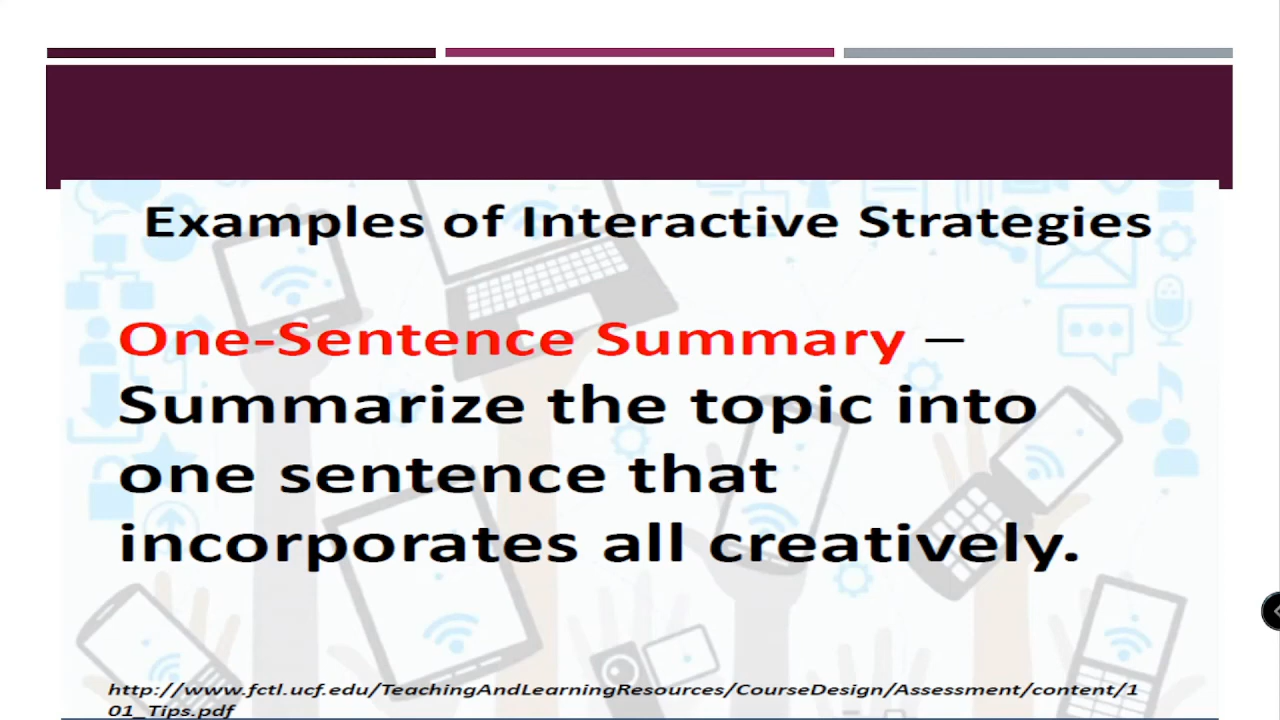 Examples of Interactive Strategies
One-Sentence Summary –
Summarize the topic into
one sentence that
incorporates all creatively.
http://www.fctl.ucf.edu/TeachingAndLearningResources/CourseDesign/Assessment/content/1
01_Tips.pdf